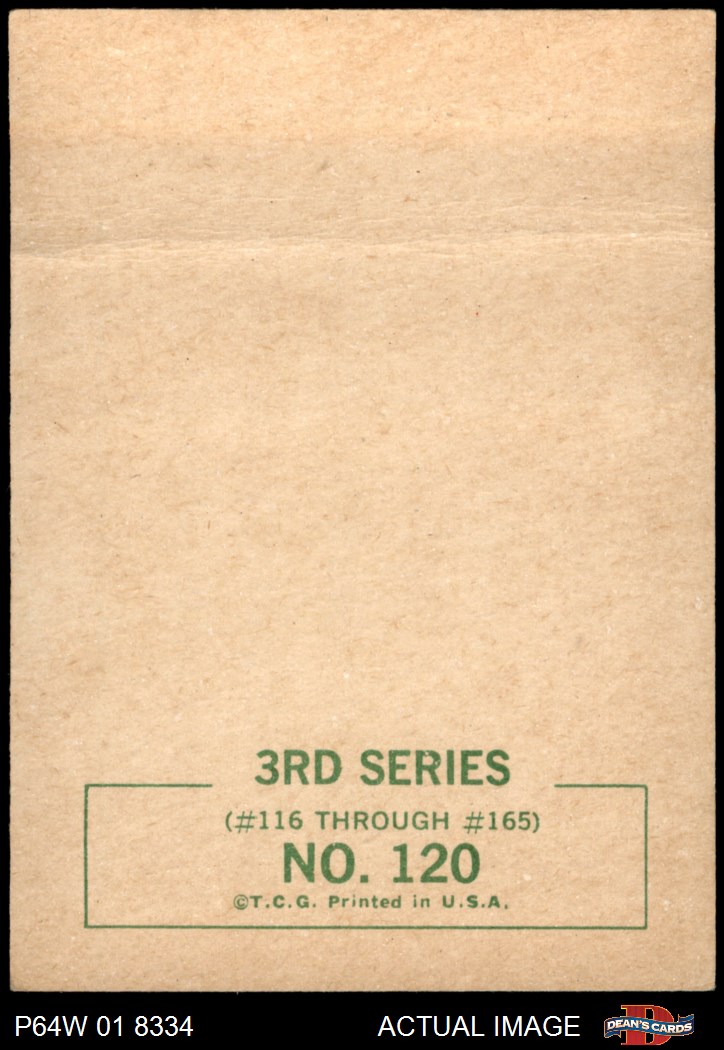 3RD SERIES
(#116 THROUGH #165)
NO. 120
©T.C.G. Printed in U.S.A.
P64W 01 8334
ACTUAL IMAGE
DEAN'S CARDS